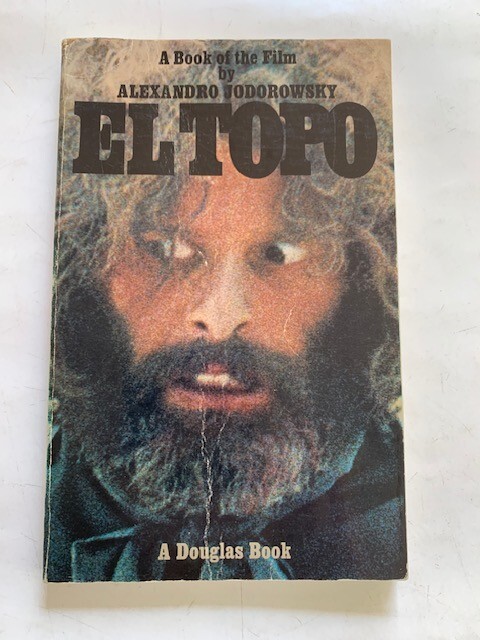 A Book of the Film
by
ALEXANDRO JODOROWSKY
EL TOPO
A Douglas Book